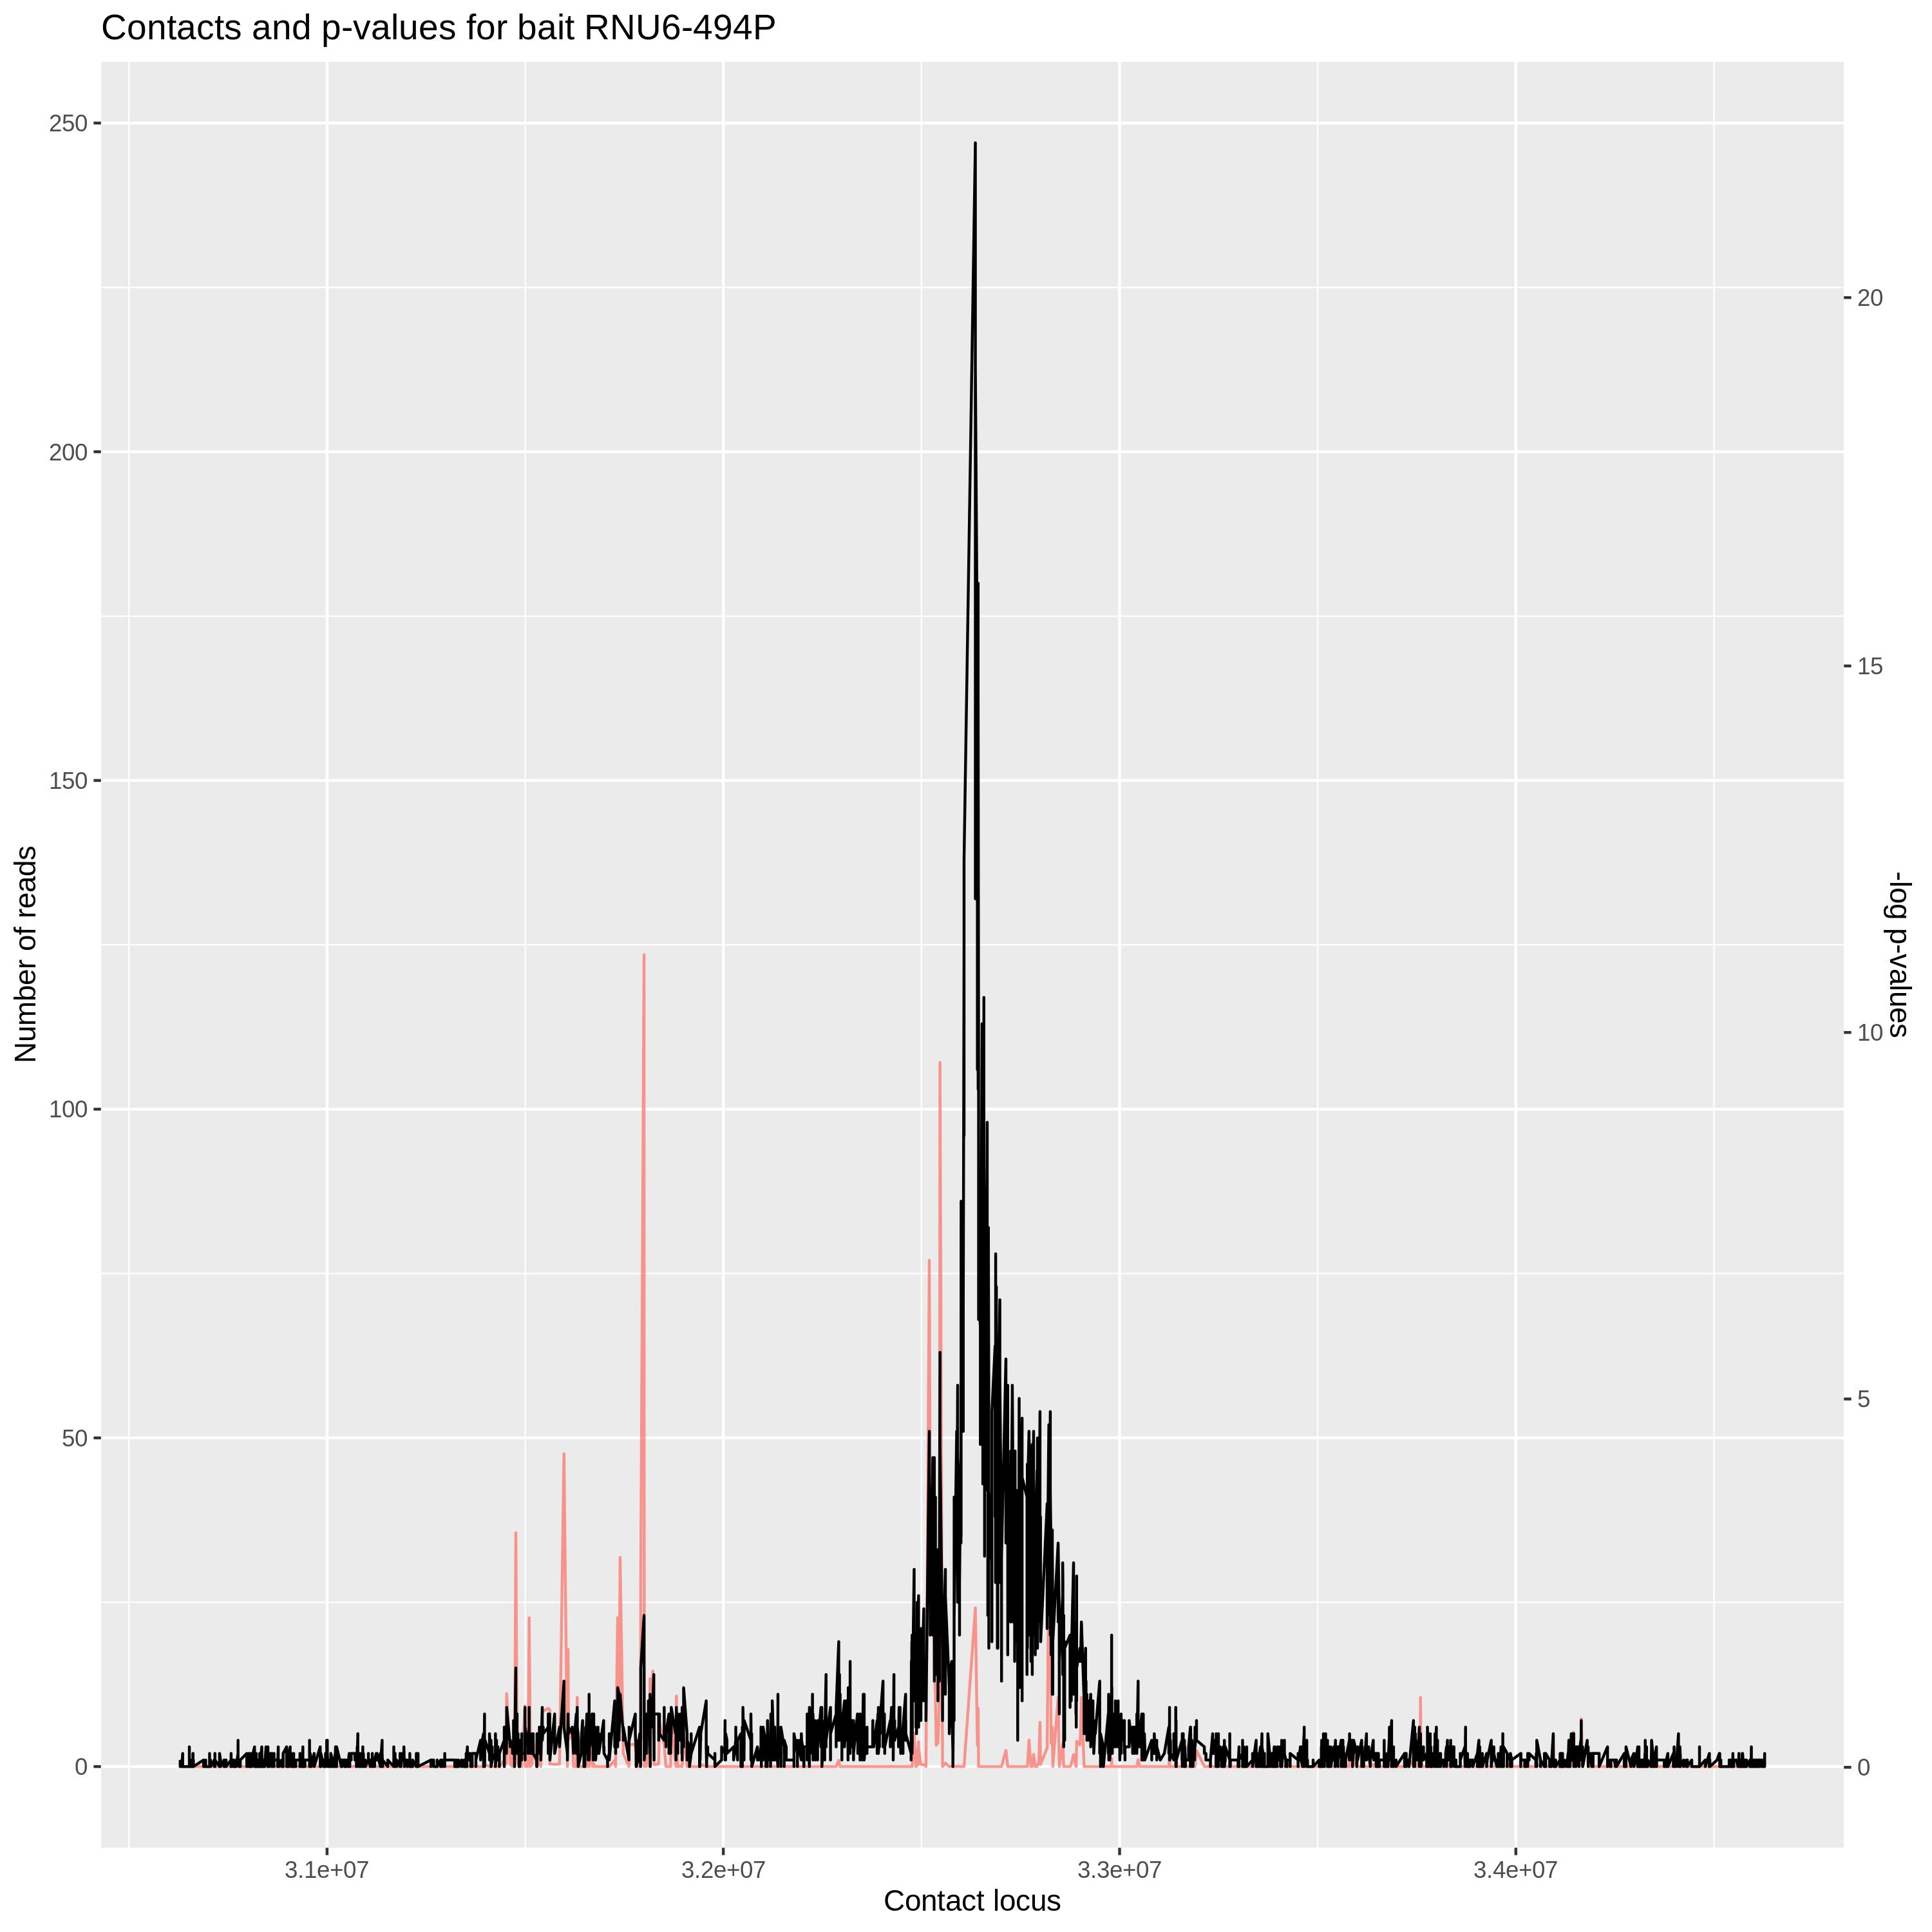 Contacts and p-values for bait RNU6-494P
250
200
150
100
50
0
Number of reads
20
15
10
5
0
-log p-values
3.1e+07 3.2e+07 3.3e+07 3.4e+07
Contact locus